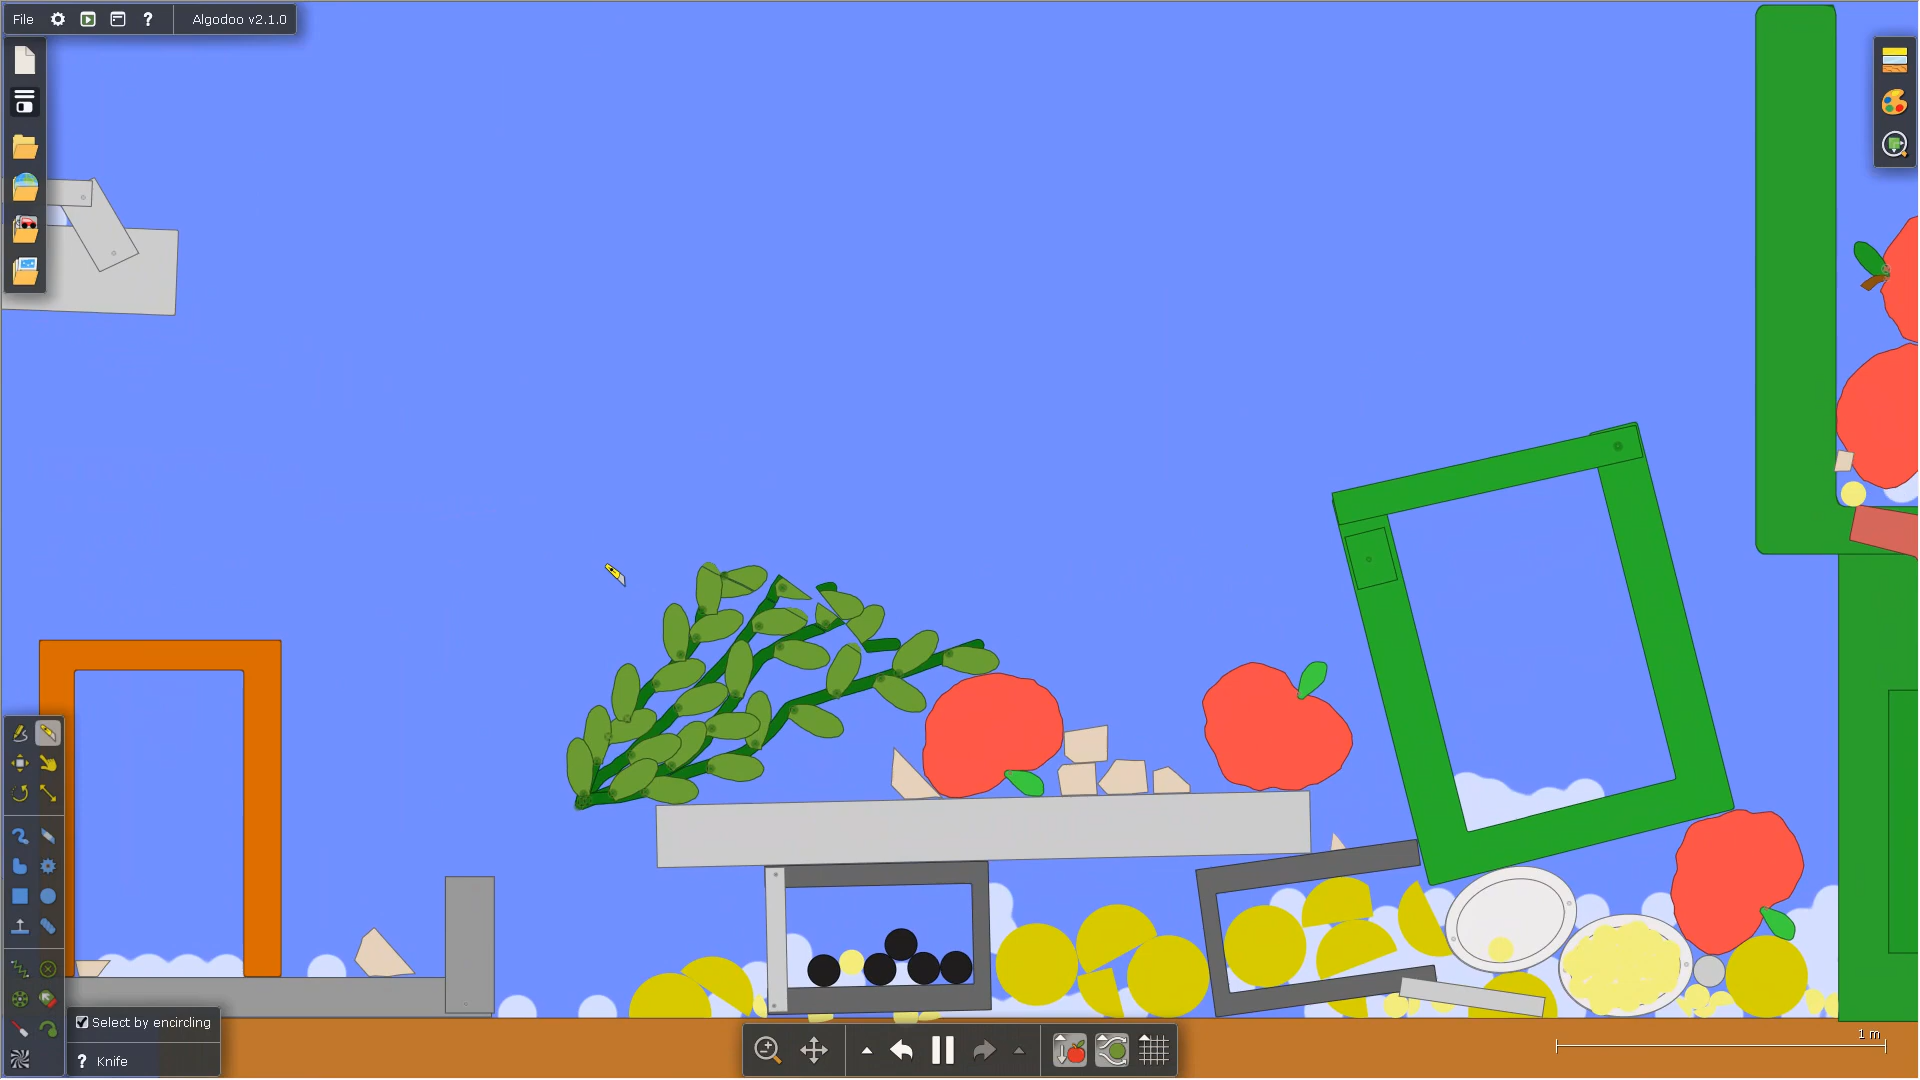 File ? Algodoo v2.1.0
Select by encircling
? Knife
1 m